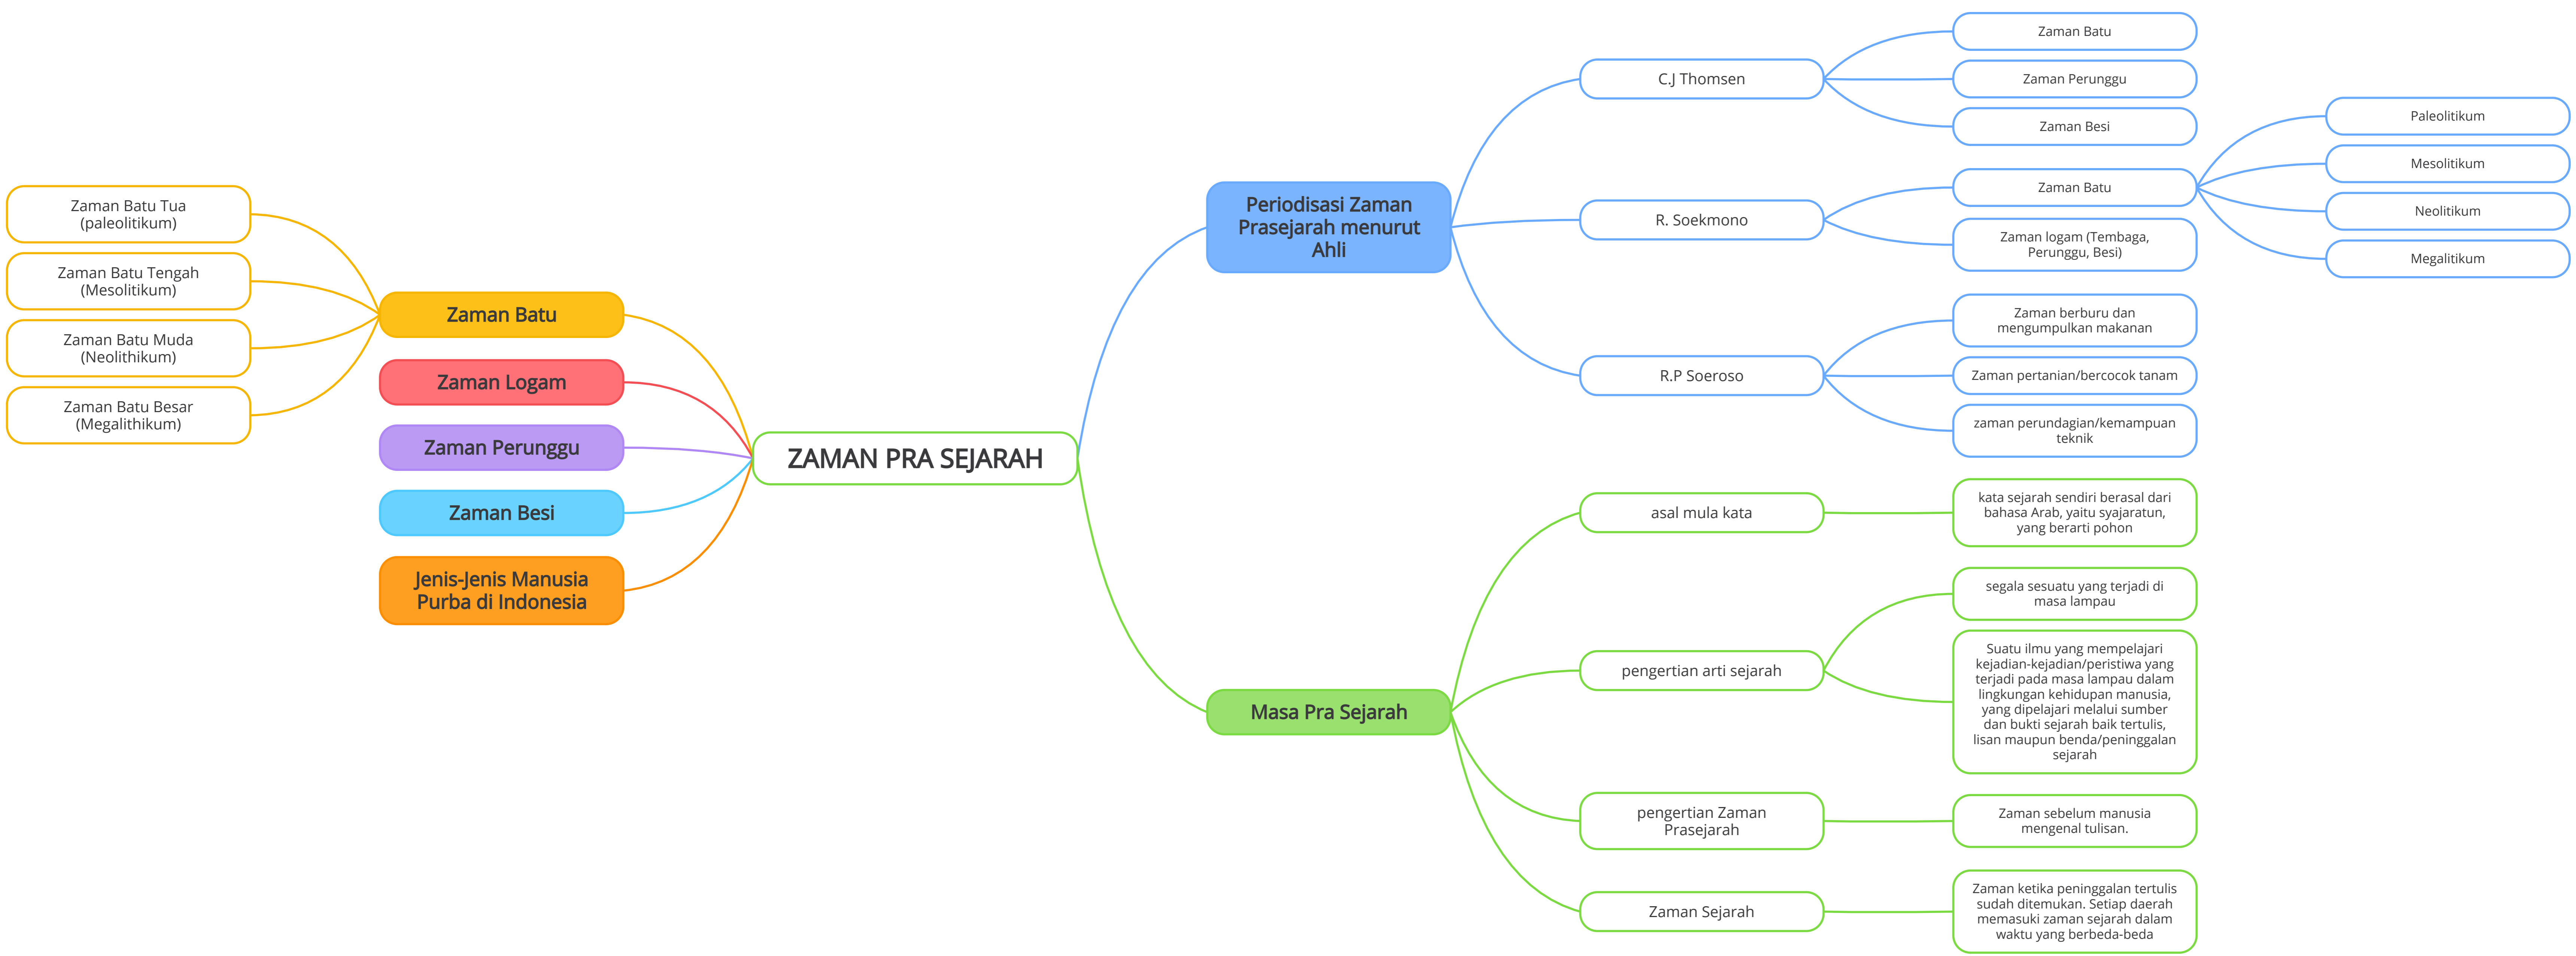 ZAMAN PRA SEJARAH
Periodisasi Zaman
Prasejarah menurut
Ahli
C.J Thomsen
Zaman Batu
Zaman Perunggu
Zaman Besi
R. Soekmono
Zaman Batu
Paleolitikum
Mesolitikum
Neolitikum
Megalitikum
Zaman logam (Tembaga,
Perunggu, Besi)
R.P Soeroso
Zaman berburu dan
mengumpulkan makanan
Zaman pertanian/bercocok tanam
zaman perundagian/kemampuan
teknik
Masa Pra Sejarah
asal mula kata
kata sejarah sendiri berasal dari
bahasa Arab, yaitu syajaratun,
yang berarti pohon
pengertian arti sejarah
segala sesuatu yang terjadi di
masa lampau
Suatu ilmu yang mempelajari
kejadian-kejadian/peristiwa yang
terjadi pada masa lampau dalam
lingkungan kehidupan manusia,
yang dipelajari melalui sumber
dan bukti sejarah baik tertulis,
lisan maupun benda/peninggalan
sejarah
pengertian Zaman
Prasejarah
Zaman sebelum manusia
mengenal tulisan.
Zaman Sejarah
Zaman ketika peninggalan tertulis
sudah ditemukan. Setiap daerah
memasuki zaman sejarah dalam
waktu yang berbeda-beda
Zaman Batu
Zaman Batu Tua
(paleolitikum)
Zaman Batu Tengah
(Mesolitikum)
Zaman Batu Muda
(Neolithikum)
Zaman Batu Besar
(Megalithikum)
Zaman Logam
Zaman Perunggu
Zaman Besi
Jenis-Jenis Manusia
Purba di Indonesia